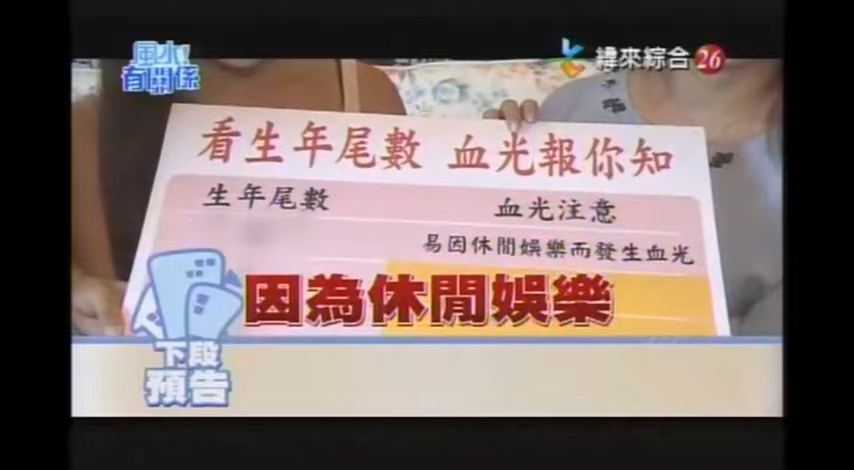 風水!
有關係
緯來綜合 26
看生年尾數 血光報你知
生年尾數 血光注意
易因休閒娛樂而發生血光
因為休閒娛樂
下段
預告